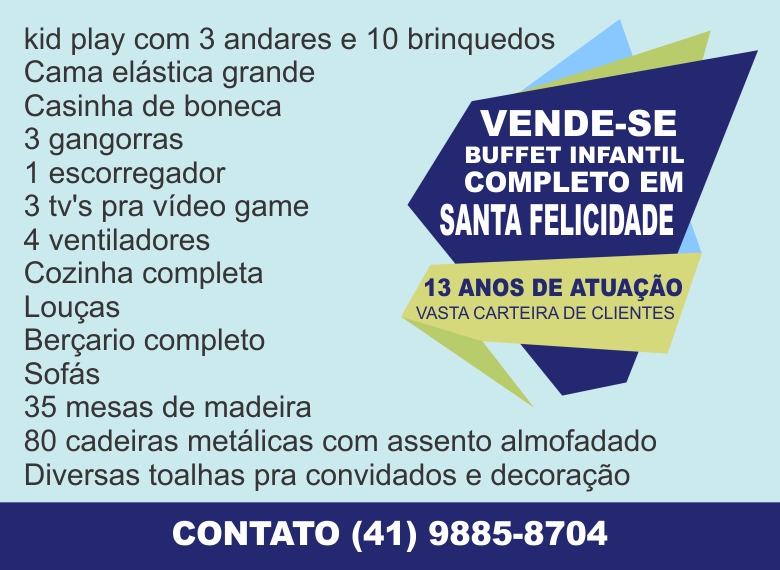 kid play com 3 andares e 10 brinquedos
Cama elástica grande
Casinha de boneca
3 gangorras
1 escorregador
3 tv's pra vídeo game
4 ventiladores
Cozinha completa
Louças
Berçario completo
Sofás
35 mesas de madeira
80 cadeiras metálicas com assento almofadado
Diversas toalhas pra convidados e decoração
VENDE-SE
BUFFET INFANTIL
COMPLETO EM
SANTA FELICIDADE
13 ANOS DE ATUAÇÃO
VASTA CARTEIRA DE CLIENTES
CONTATO (41) 9885-8704